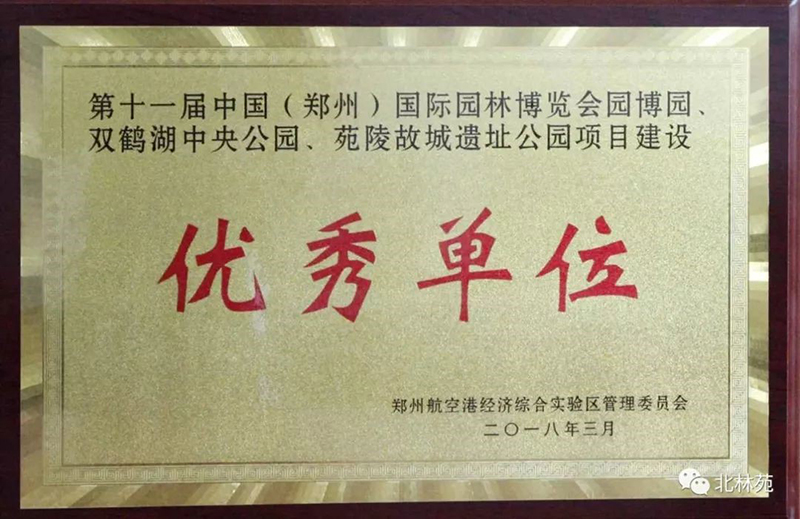 第十一届中国（郑州）国际园林博览会园博园、
双鹤湖中央公园、苑陵故城遗址公园项目建设
优秀单位
郑州航空港经济综合实验区管理委员会
二〇一八年三月
北林苑